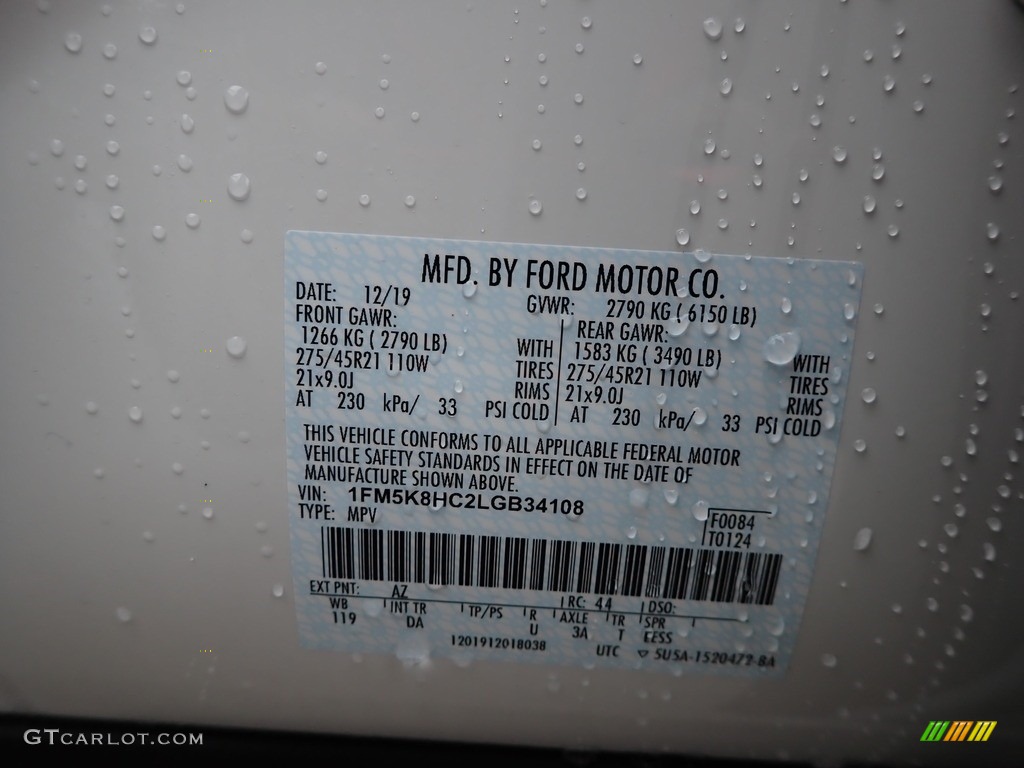 MFD. BY FORD MOTOR CO.
DATE: 12/19 GVWR: 2790 KG ( 6150 LB)
FRONT GAWR: REAR GAWR:
1266 KG ( 2790 LB) WITH 1583 KG ( 3490 LB) WITH
275/45R21 110W TIRES 275/45R21 110W TIRES
21x9.0J RIMS 21x9.0J RIMS
AT 230 kPa/ 33 PSI COLD AT 230 kPa/ 33 PSI COLD
THIS VEHICLE CONFORMS TO ALL APPLICABLE FEDERAL MOTOR
VEHICLE SAFETY STANDARDS IN EFFECT ON THE DATE OF
MANUFACTURE SHOWN ABOVE.
VIN: 1FM5K8HC2LGB34108
TYPE: MPV
F0084
T0124
EXT PNT: AZ RC: 44 DSO:
WB INT TR TP/PS R AXLE TR SPR
119 DA U 3A T EESS
1201912018038 UTC ▽ SU5A-1520472-BA
GTCARLOT.COM